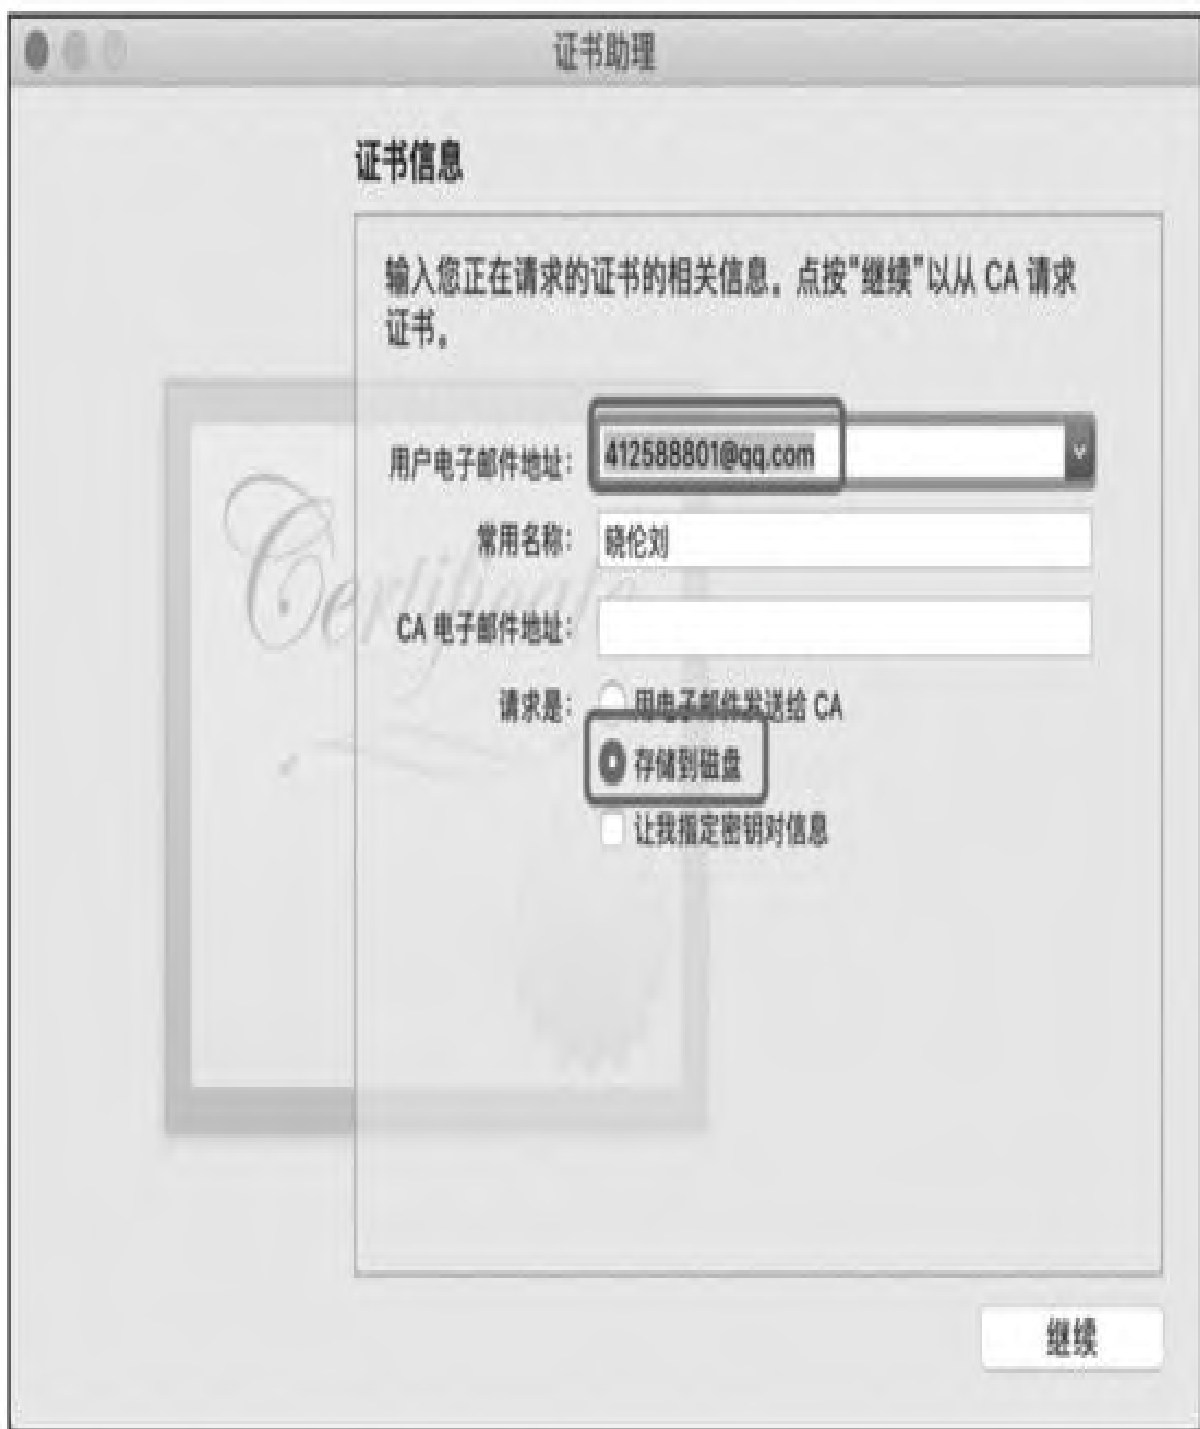 证书助理
证书信息
输入您正在请求的证书的相关信息。点按“继续”以从 CA 请求
证书。
用户电子邮件地址：
412588801@qq.com
常用名称：
晓伦刘
CA 电子邮件地址：
请求是：
用电子邮件发送给 CA
存储到磁盘
让我指定密钥对信息
Certificate
继续